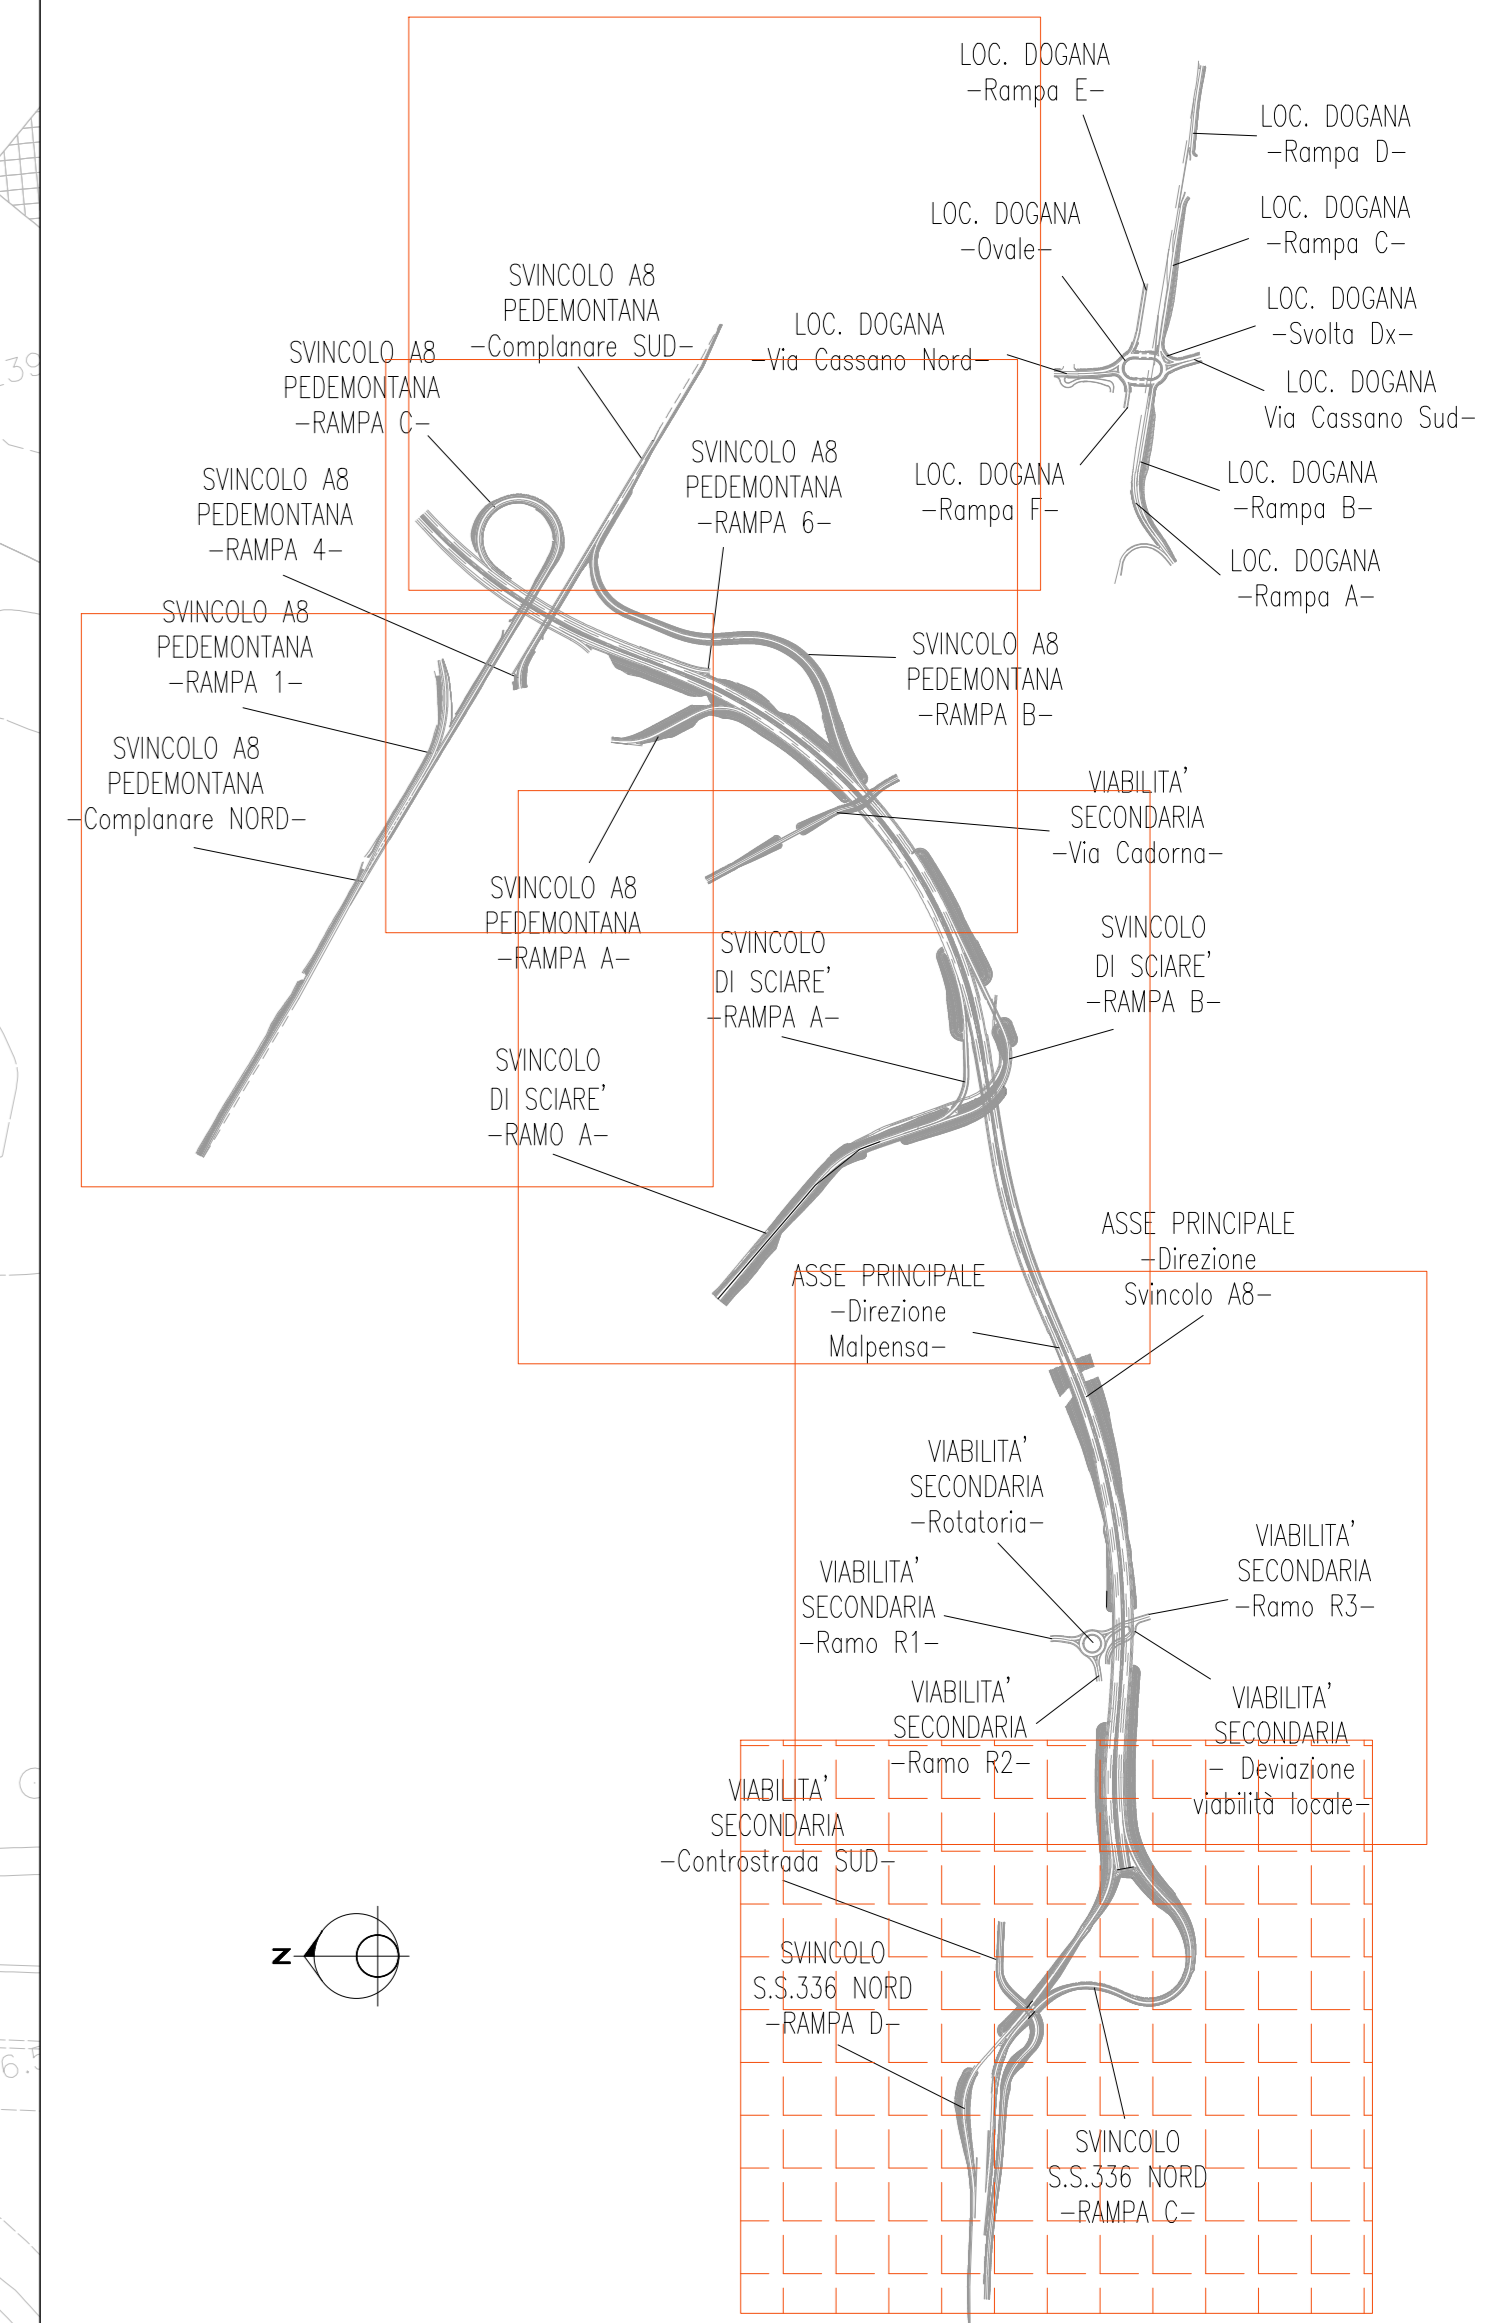 LOC. DOGANA
-Rampa E-
LOC. DOGANA
-Rampa D-
LOC. DOGANA
-Ovale-
LOC. DOGANA
-Rampa C-
SVINCOLO A8
PEDEMONTANA
-Complanare SUD-
LOC. DOGANA
-Svolta Dx-
LOC. DOGANA
-Via Cassano Nord-
SVINCOLO A8
PEDEMONTANA
-RAMPA C-
LOC. DOGANA
Via Cassano Sud-
SVINCOLO A8
PEDEMONTANA
-RAMPA 6-
SVINCOLO A8
PEDEMONTANA
-RAMPA 4-
LOC. DOGANA
-Rampa F-
LOC. DOGANA
-Rampa B-
LOC. DOGANA
-Rampa A-
SVINCOLO A8
PEDEMONTANA
-RAMPA 1-
SVINCOLO A8
PEDEMONTANA
-RAMPA B-
SVINCOLO A8
PEDEMONTANA
-Complanare NORD-
VIABILITA'
SECONDARIA
-Via Cadorna-
SVINCOLO A8
PEDEMONTANA
-RAMPA A-
SVINCOLO
DI SCIARE'
-RAMPA A-
SVINCOLO
DI SCIARE'
-RAMPA B-
SVINCOLO
DI SCIARE'
-RAMO A-
ASSE PRINCIPALE
-Direzione
Svincolo A8-
ASSE PRINCIPALE
-Direzione
Malpensa-
VIABILITA'
SECONDARIA
-Rotatoria-
VIABILITA'
SECONDARIA
-Ramo R3-
VIABILITA'
SECONDARIA
-Ramo R1-
VIABILITA'
SECONDARIA
-Ramo R2-
VIABILITA'
SECONDARIA
- Deviazione
viabilità locale-
VIABILITA'
SECONDARIA
-Controstrada SUD-
N
SVINCOLO
S.S.336 NORD
-RAMPA D-
SVINCOLO
S.S.336 NORD
-RAMPA C-